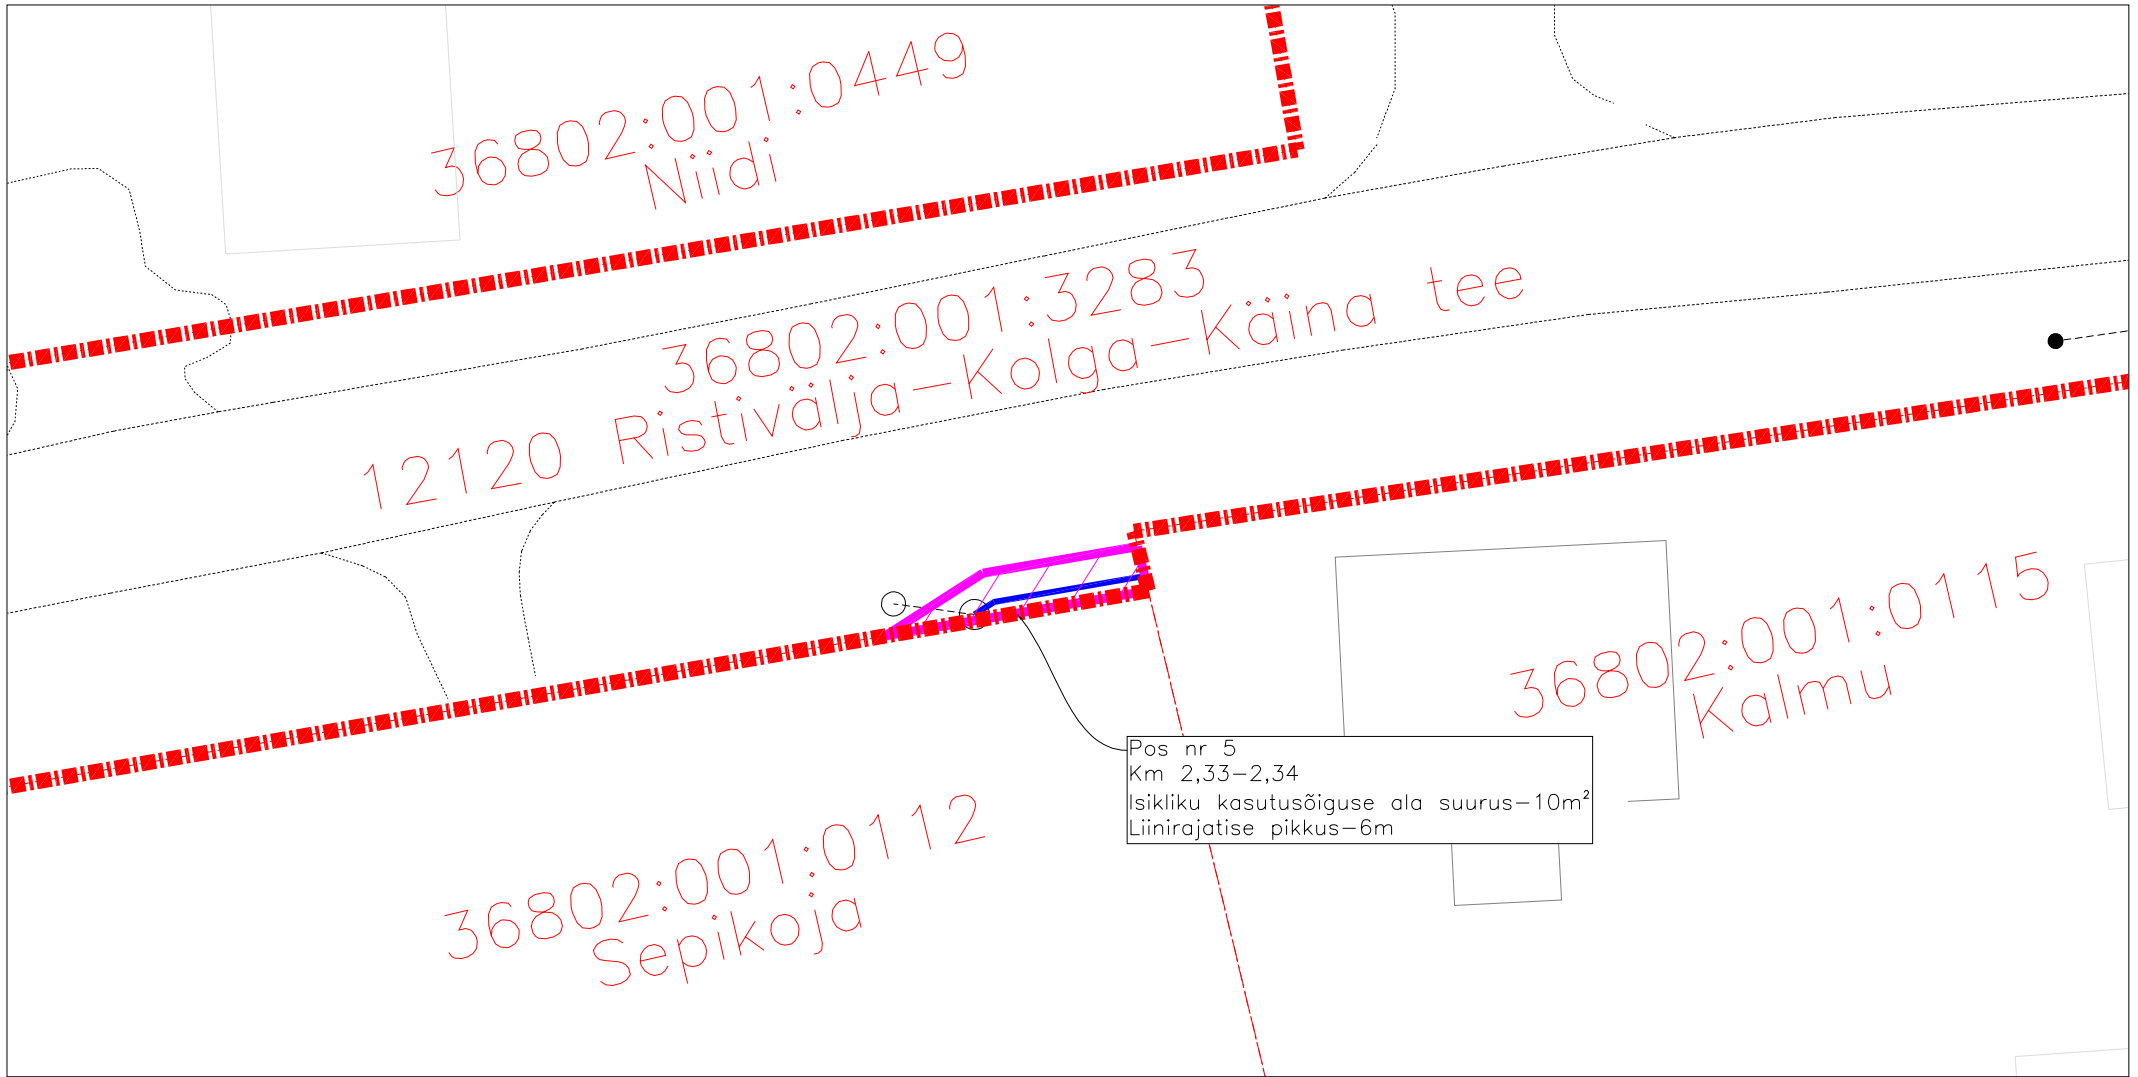 36802:001:0449
Niidi
36802:001:3283
12120 Ristivälja-Kolga-Käina tee
36802:001:0115
Kalmu
Pos nr 5
Km 2,33-2,34
Isikliku kasutusõiguse ala suurus-10m²
Liinirajatise pikkus-6m
36802:001:0112
Sepikoja